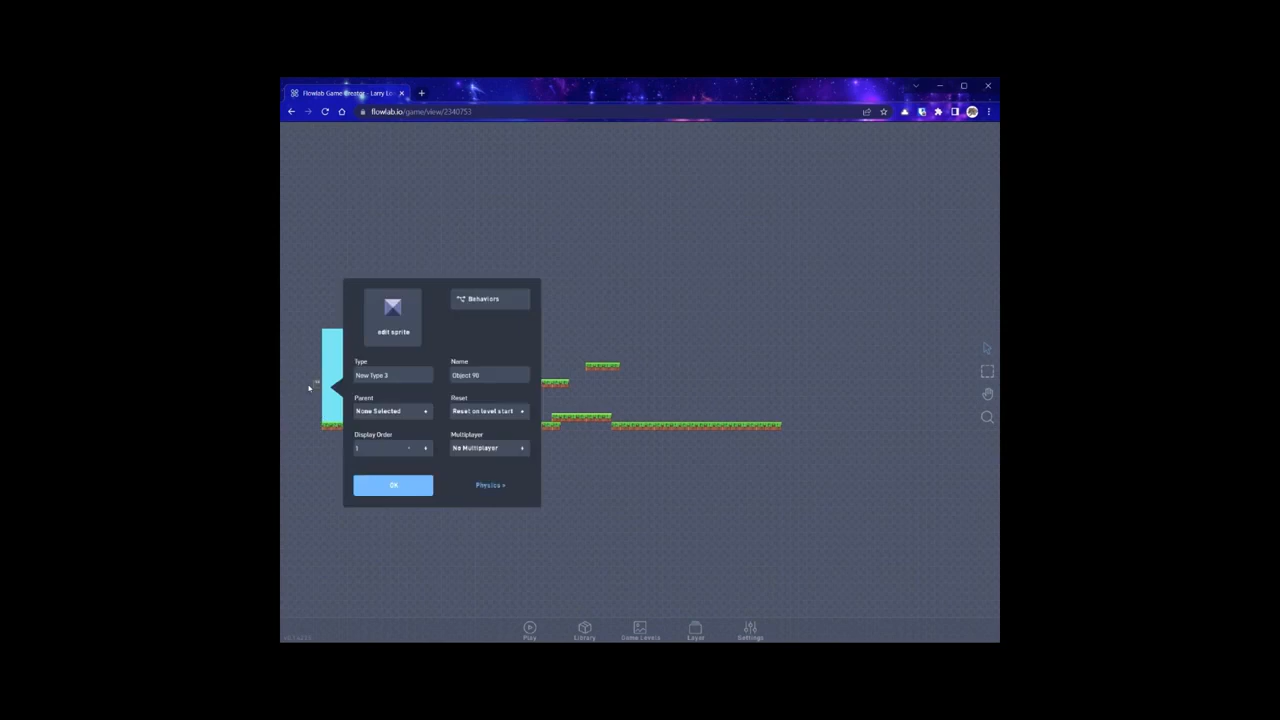 Flowlab Game Creator - Larry Lo
flowlab.io/game/view/2340753
Behaviors
edit sprite
Type
Name
New Type 3
Object 90
Parent
Reset
None Selected
Reset on level start
Display Order
Multiplayer
1
No Multiplayer
OK
Physics »
Play
Library
Game Levels
Layer
Settings